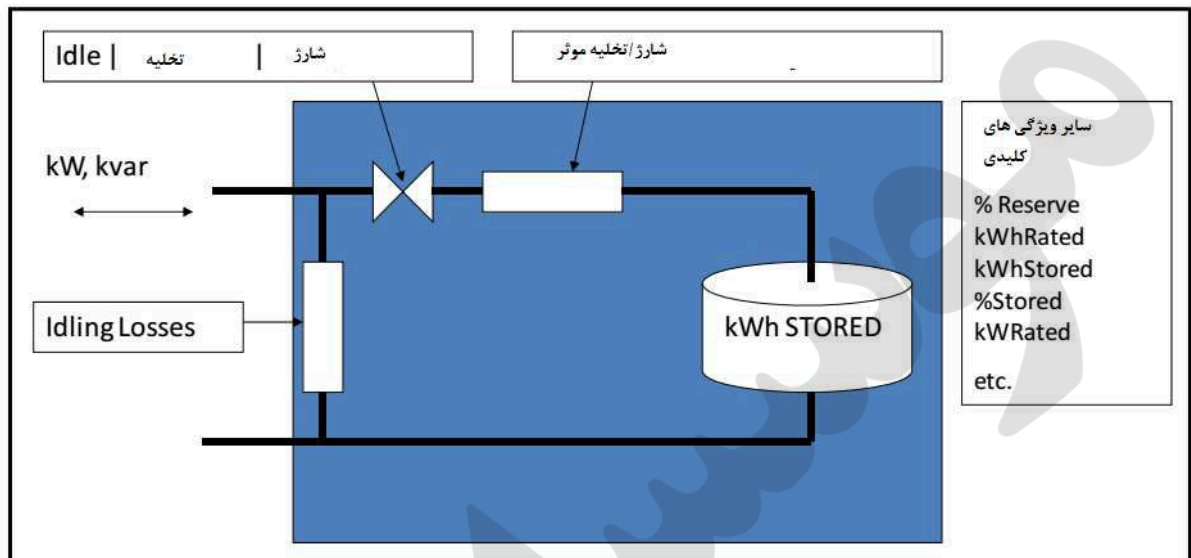 Idle | تخلیه | شارژ
شارژ/تخلیه موثر
-
kW, kvar
سایر ویژگی های
کلیدی
% Reserve
kWhRated
kWhStored
%Stored
kWRated
etc.
Idling Losses
kWh STORED